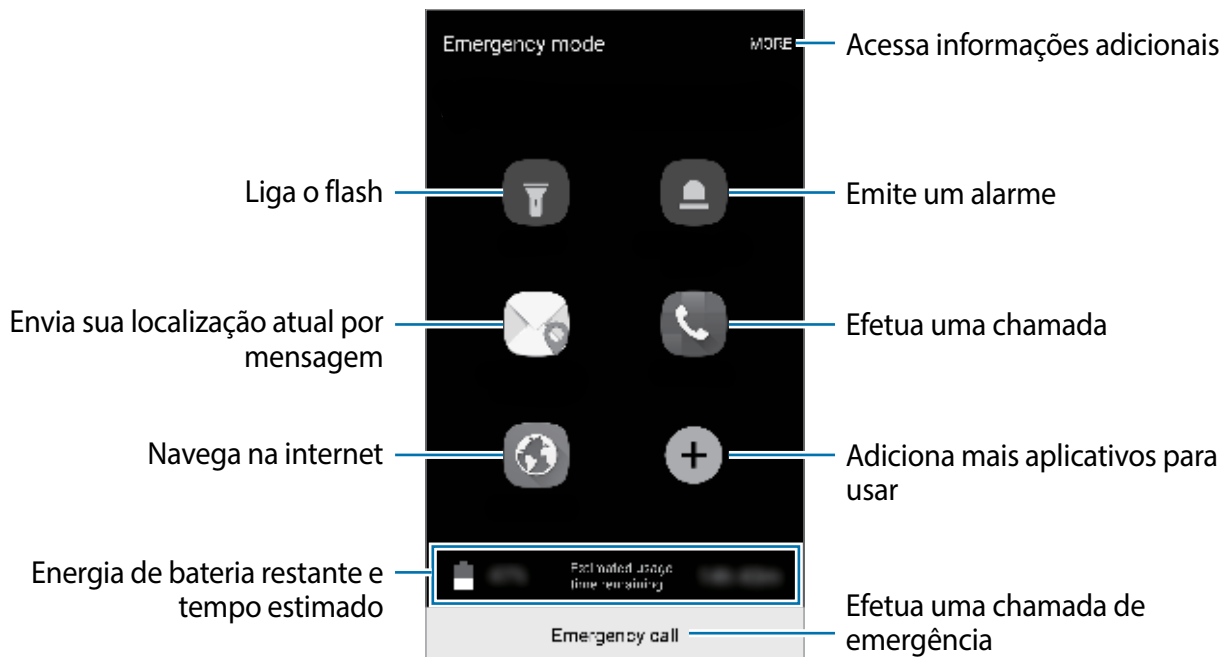 Emergency mode
MORE
Acessa informações adicionais
Liga o flash
Emite um alarme
Envia sua localização atual por
mensagem
Efetua uma chamada
Navega na internet
Adiciona mais aplicativos para
usar
Energia de bateria restante e
tempo estimado
Estimated usage
time remaining
Efetua uma chamada de
emergência
Emergency call